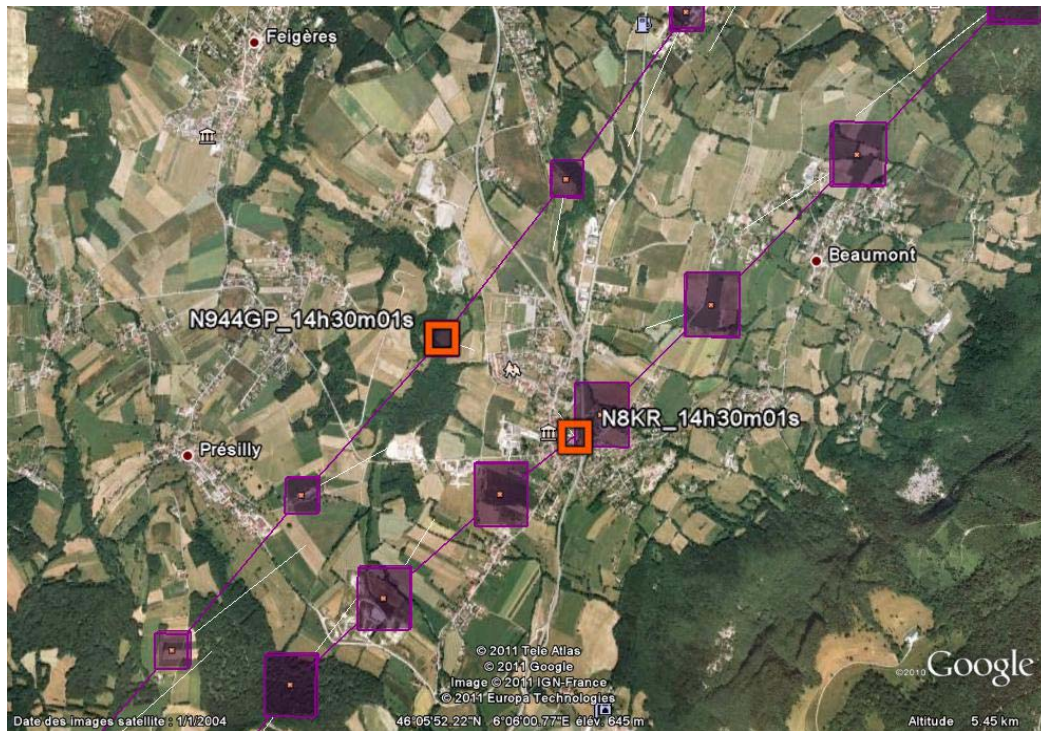 Feigères
Beaumont
N944GP_14h30m01s
N8KR_14h30m01s
Présilly
© 2011 Tele Atlas
© 2011 Google
Image © 2011 IGN-France
© 2011 Europa Technologies
©2010 Google
Date des images satellite : 1/1/2004
46°05'52.22"N 6°06'00.77"E élév. 645 m
Altitude 5.45 km